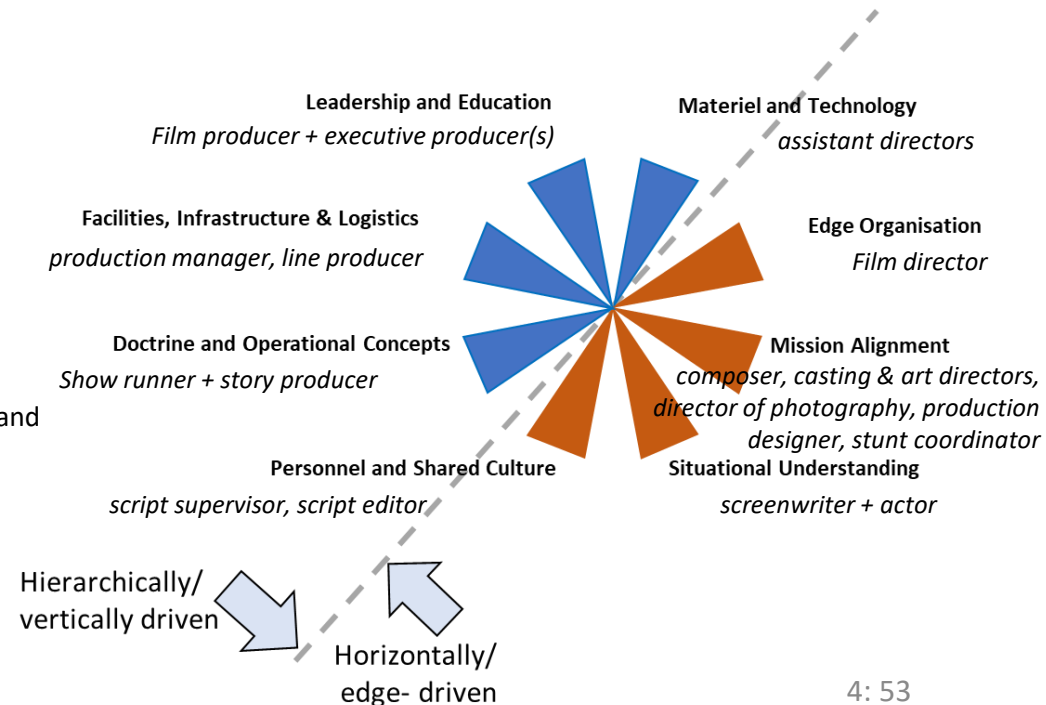 Leadership and Education
Film producer + executive producer(s)
Materiel and Technology
assistant directors
Facilities, Infrastructure & Logistics
production manager, line producer
Edge Organisation
Film director
Doctrine and Operational Concepts
Show runner + story producer
Mission Alignment
composer, casting & art directors,
director of photography, production
designer, stunt coordinator
and
Personnel and Shared Culture
script supervisor, script editor
Situational Understanding
screenwriter + actor
Hierarchically/
vertically driven
Horizontally/
edge- driven
4: 53